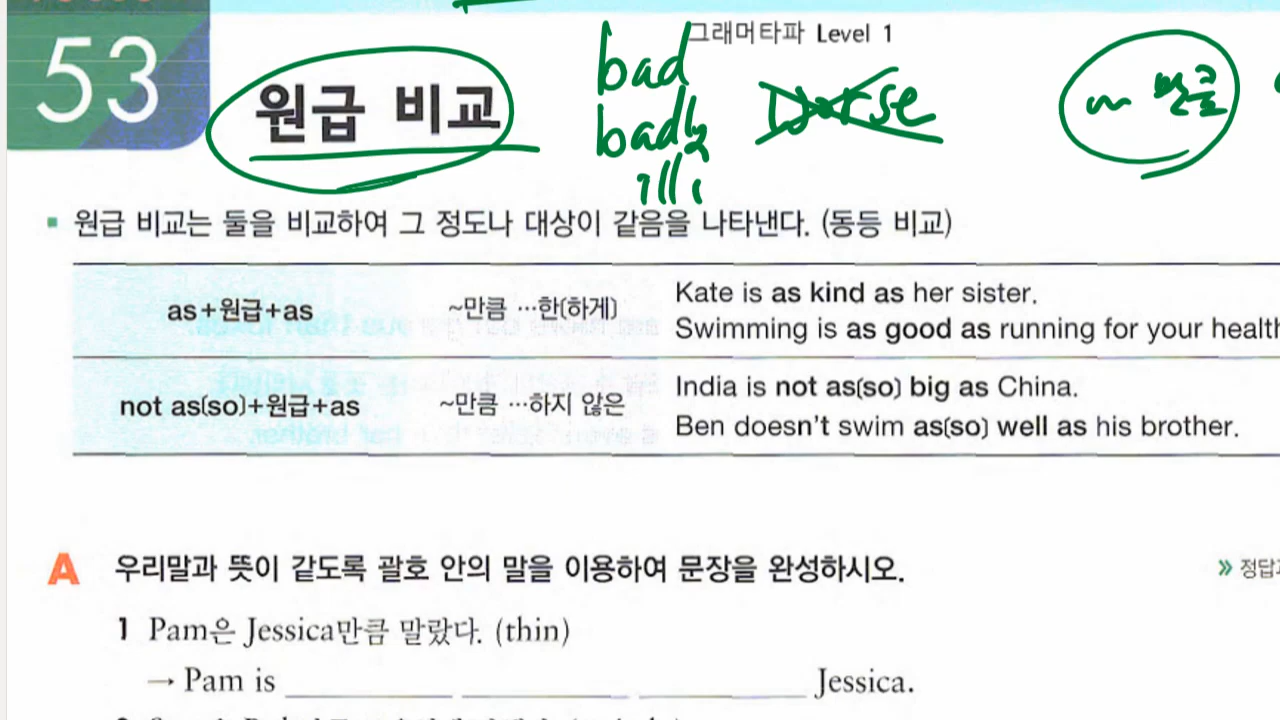 53
그래머타파 Level 1
원급 비교
bad
badly
ill
worse
~ 만큼
원급 비교는 둘을 비교하여 그 정도나 대상이 같음을 나타낸다. (동등 비교)
as+원급+as ~만큼 …한(하게) Kate is as kind as her sister.
Swimming is as good as running for your health
not as(so)+원급+as ~만큼 …하지 않은 India is not as(so) big as China.
Ben doesn't swim as(so) well as his brother.
A 우리말과 뜻이 같도록 괄호 안의 말을 이용하여 문장을 완성하시오. » 정답
1 Pam은 Jessica만큼 말랐다. (thin)
→ Pam is ______ ______ ______ Jessica.